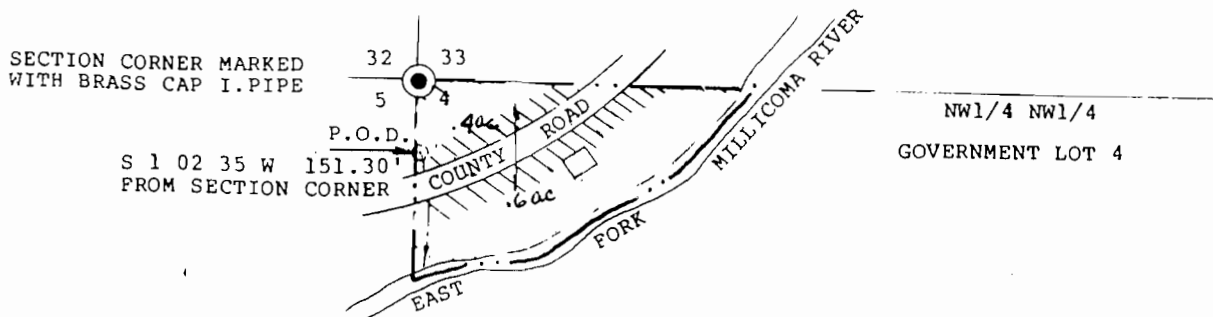 SECTION CORNER MARKED
WITH BRASS CAP I.PIPE
32 33
5 4
P.O.D.
S 1 02 35 W 151.30'
FROM SECTION CORNER
.4ac
.6ac
COUNTY ROAD
EAST FORK MILLICOMA RIVER
NW1/4 NW1/4
GOVERNMENT LOT 4